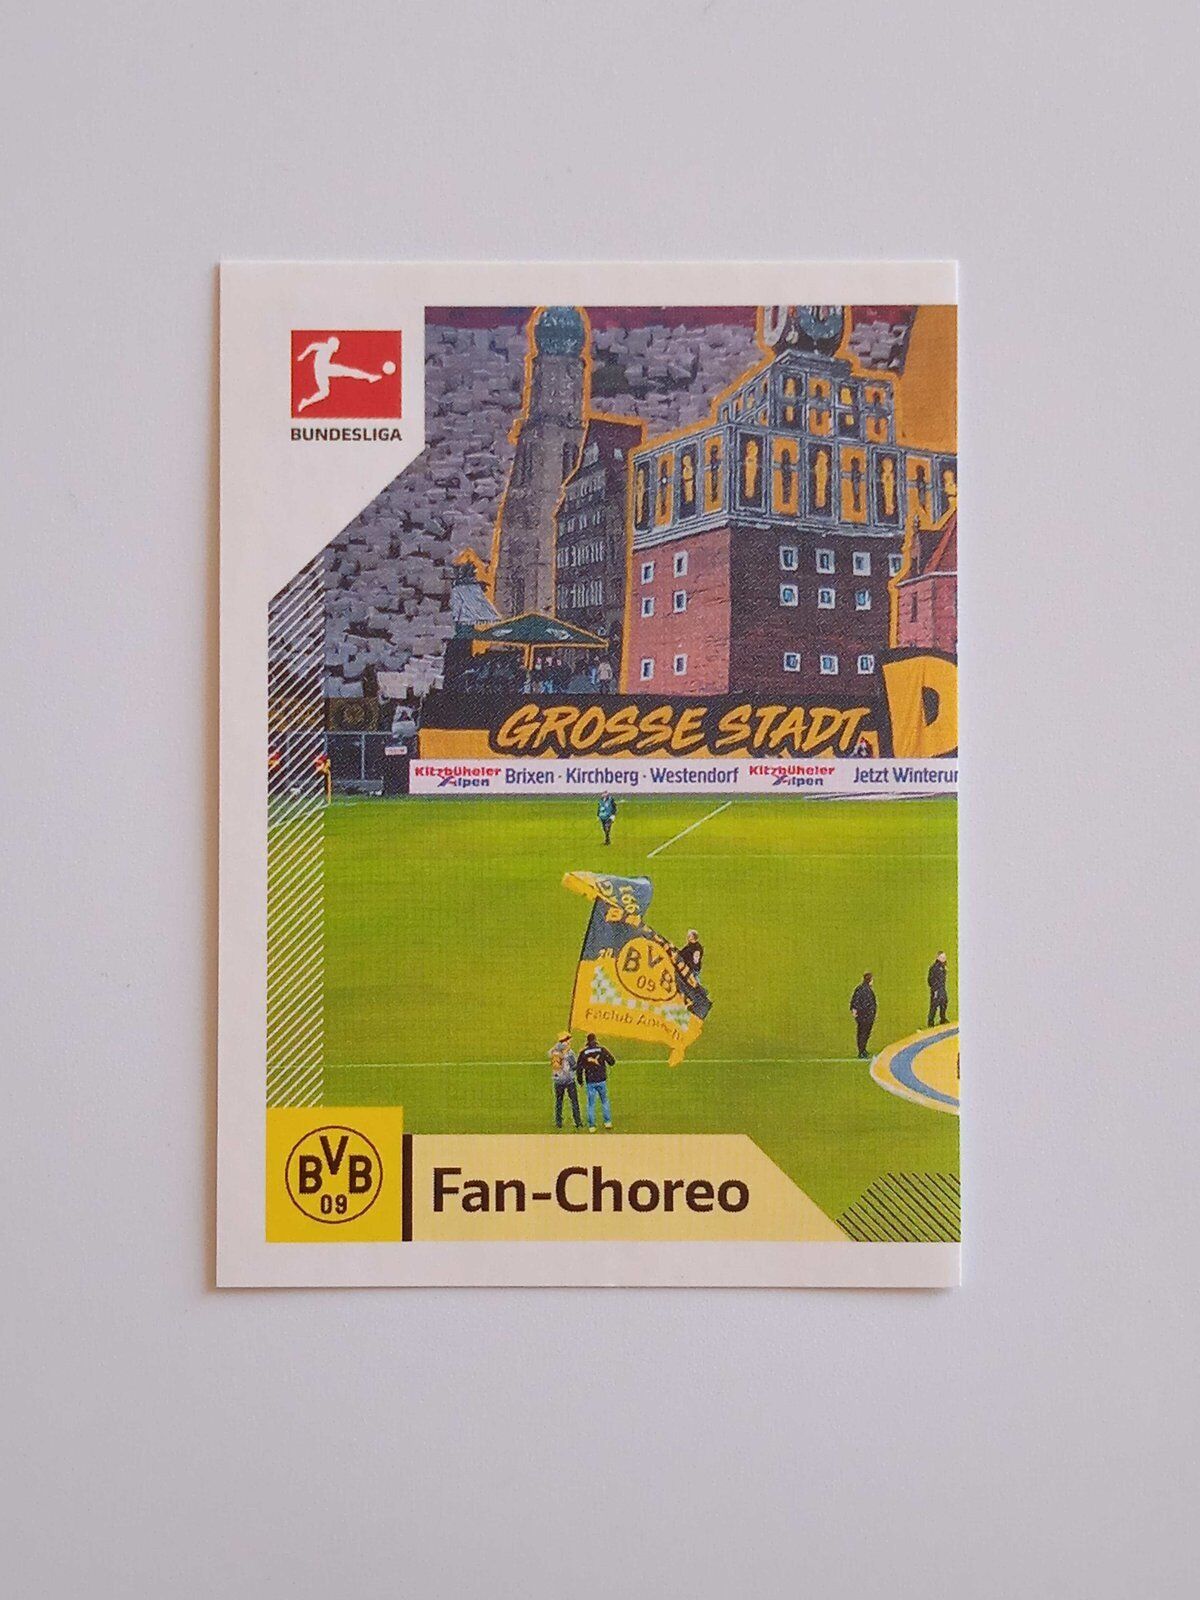 BUNDESLIGA
GROSSE STADT
D
Kitzbüheler Alpen Brixen · Kirchberg · Westendorf Kitzbüheler Alpen Jetzt Winterur
BVB
09
BVB
09
Fan-Choreo